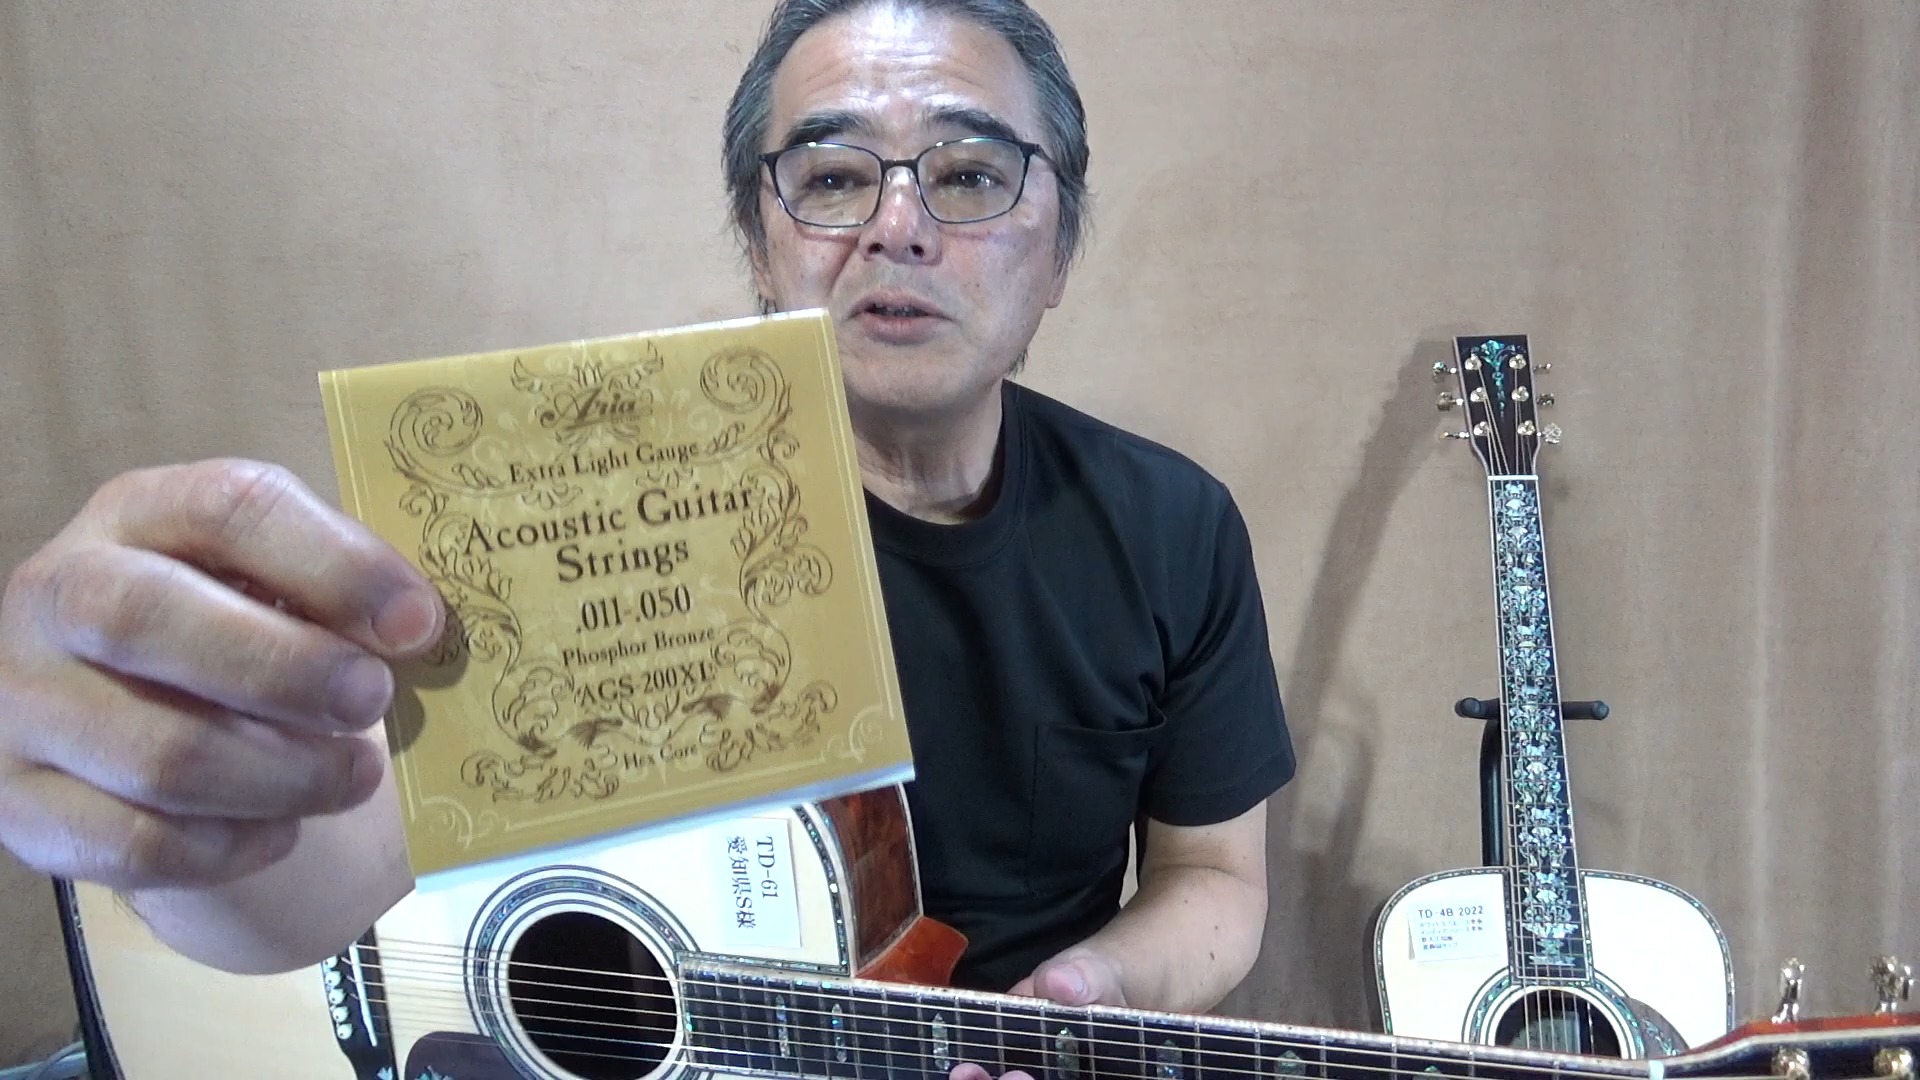 Aria
Extra Light Gauge
Acoustic Guitar
Strings
.011-.050
Phosphor Bronze
AGS-200XL
Hex Core
TD-61
愛知県S様
TD-4B 2022